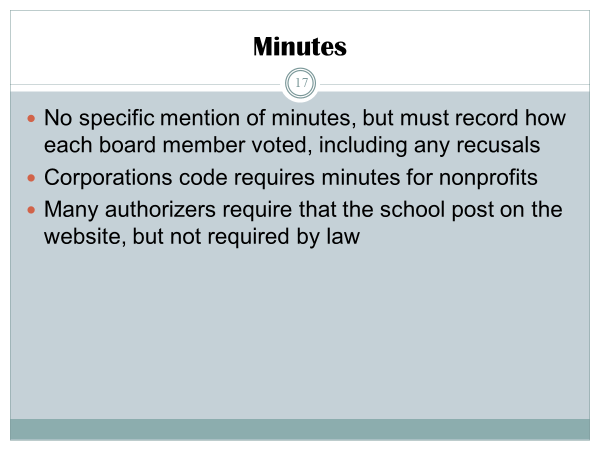 Minutes
17
• No specific mention of minutes, but must record how
each board member voted, including any recusals
• Corporations code requires minutes for nonprofits
• Many authorizers require that the school post on the
website, but not required by law